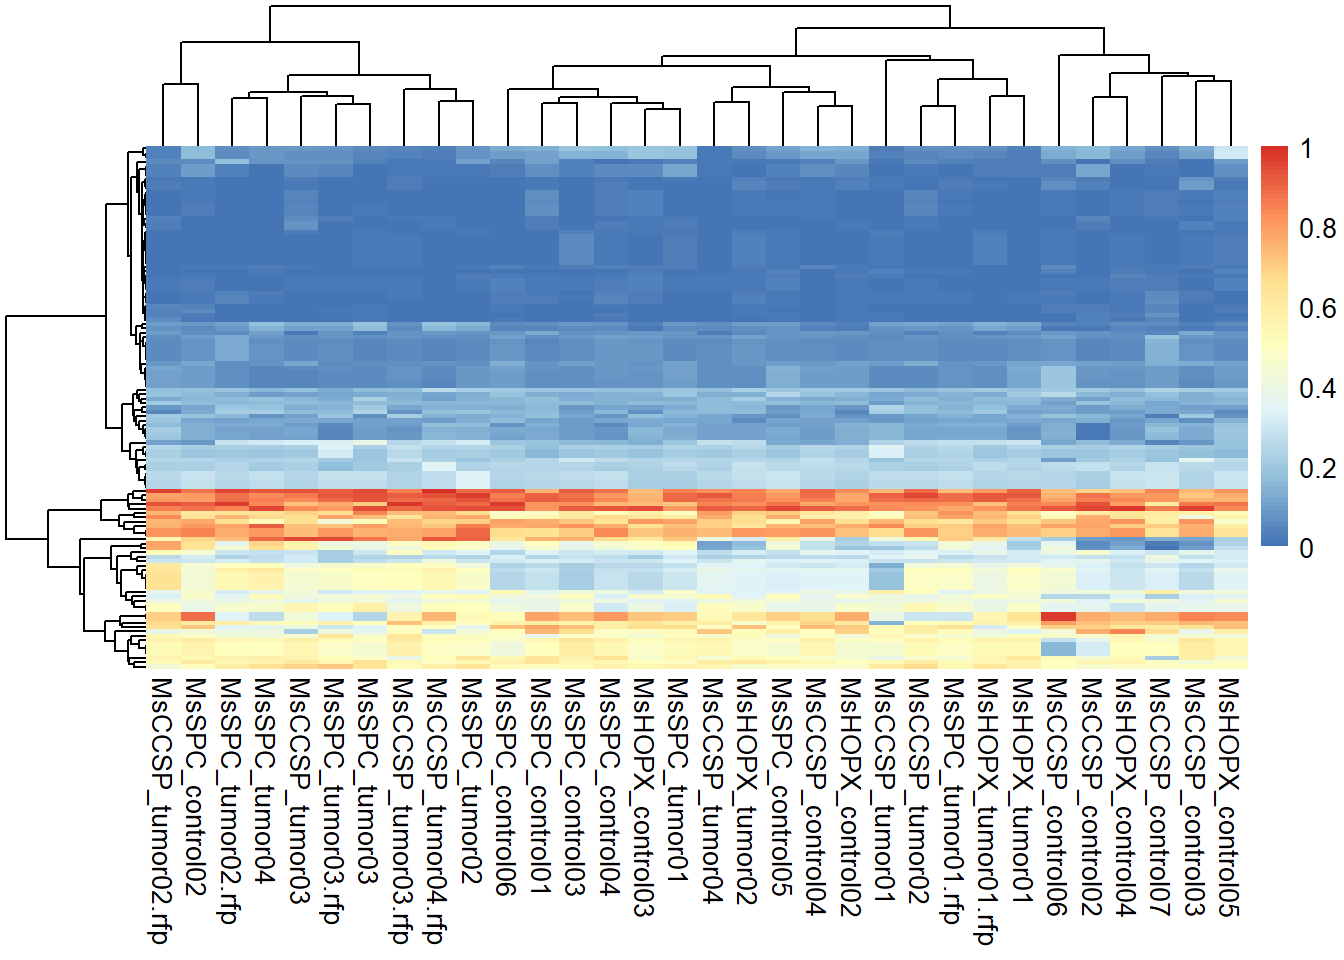 1
0.8
0.6
0.4
0.2
0
MsCCSP_tumor02.rfp
MsSPC_control02
MsSPC_tumor02.rfp
MsSPC_tumor04
MsCCSP_tumor03
MsSPC_tumor03.rfp
MsSPC_tumor03
MsCCSP_tumor03.rfp
MsCCSP_tumor04.rfp
MsSPC_tumor02
MsSPC_control06
MsSPC_control01
MsSPC_control03
MsSPC_control04
MsHOPX_control03
MsSPC_tumor01
MsCCSP_tumor04
MsHOPX_tumor02
MsSPC_control05
MsCCSP_control04
MsHOPX_control02
MsCCSP_tumor01
MsCCSP_tumor02
MsSPC_tumor01.rfp
MsHOPX_tumor01.rfp
MsHOPX_tumor01
MsCCSP_control06
MsCCSP_control02
MsHOPX_control04
MsCCSP_control07
MsCCSP_control03
MsHOPX_control05